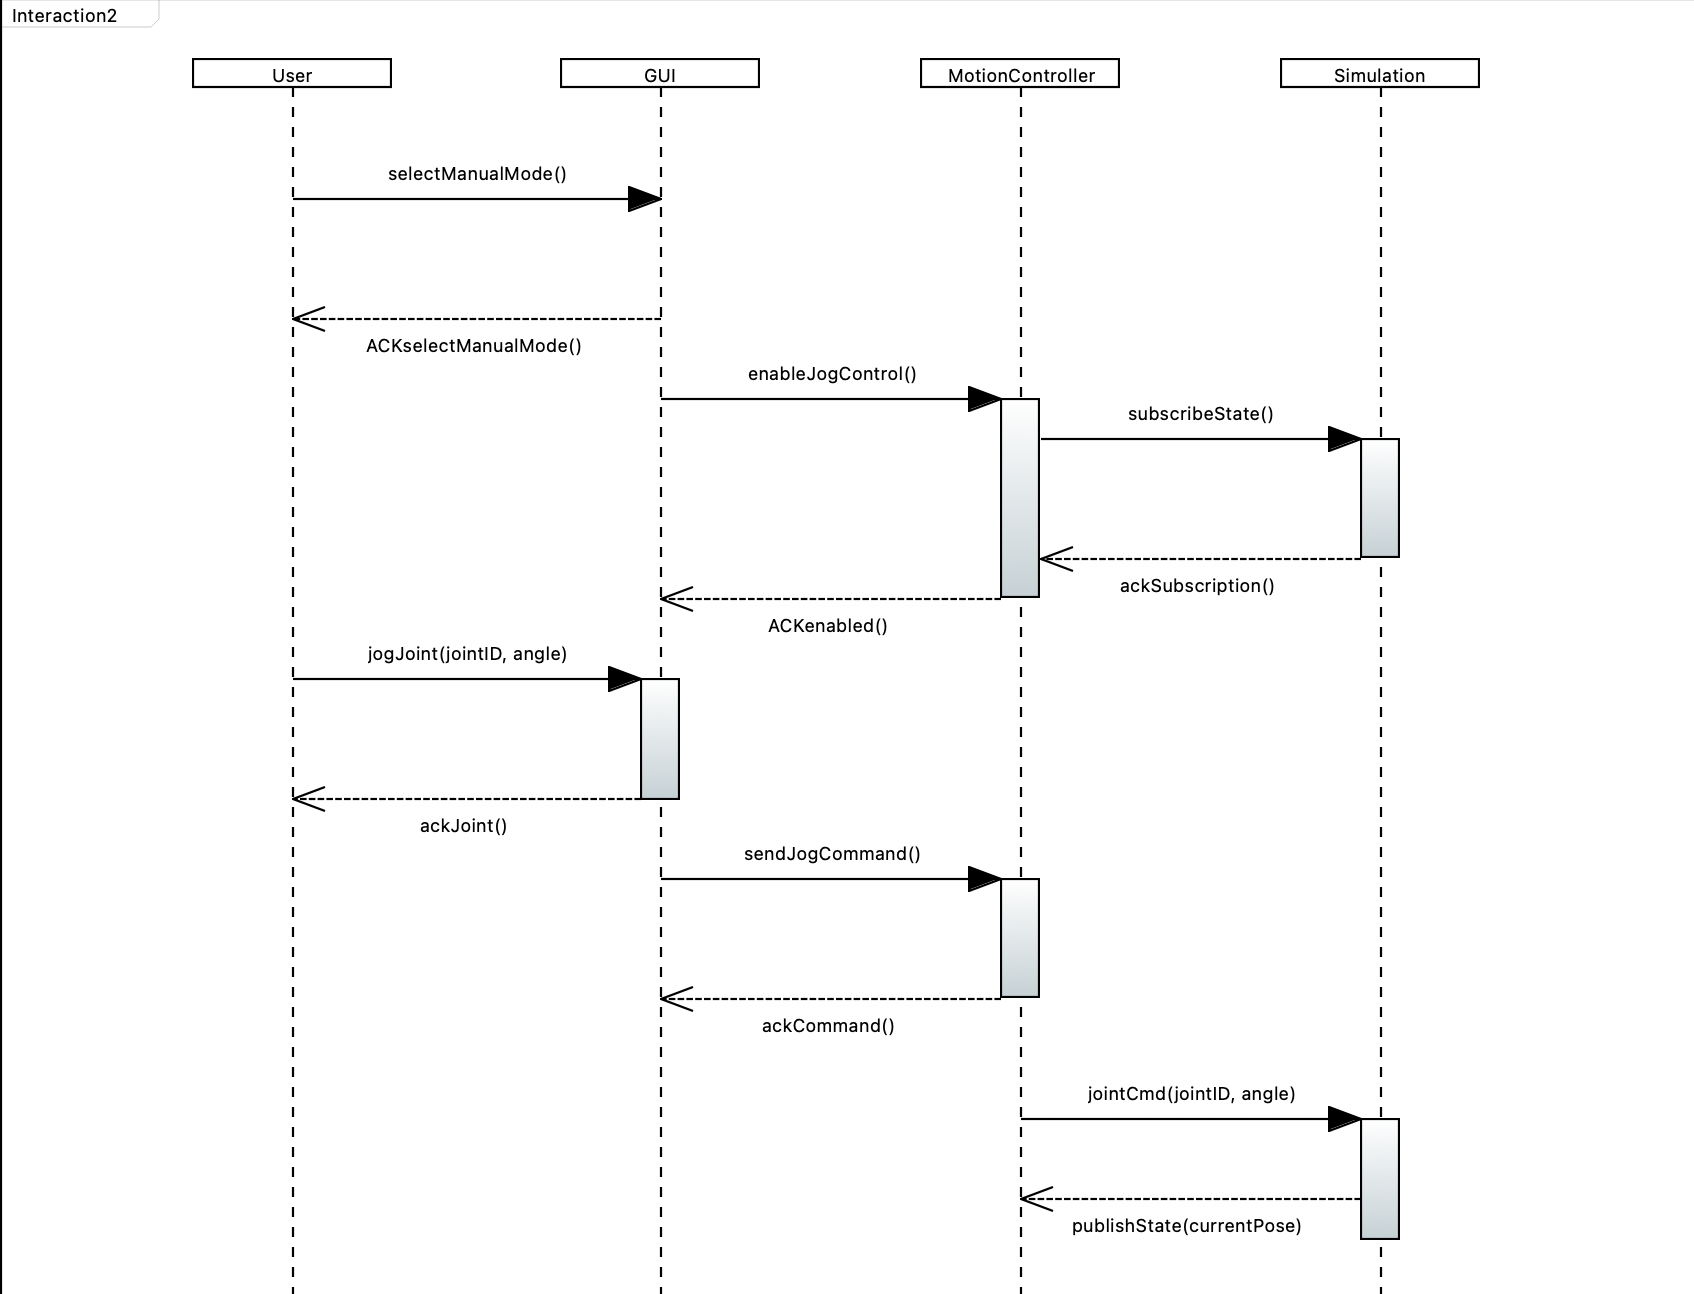 Interaction2
User
GUI
MotionController
Simulation
selectManualMode()
ACKselectManualMode()
enableJogControl()
subscribeState()
ackSubscription()
ACKenabled()
jogJoint(jointID, angle)
ackJoint()
sendJogCommand()
ackCommand()
jointCmd(jointID, angle)
publishState(currentPose)